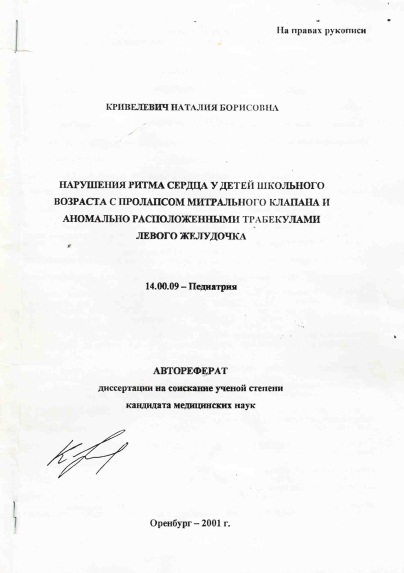 На правах рукописи
КРИВЕЛЕВИЧ НАТАЛИЯ БОРИСОВНА
НАРУШЕНИЯ РИТМА СЕРДЦА У ДЕТЕЙ ШКОЛЬНОГО
ВОЗРАСТА С ПРОЛАПСОМ МИТРАЛЬНОГО КЛАПАНА И
АНОМАЛЬНО РАСПОЛОЖЕННЫМИ ТРАБЕКУЛАМИ
ЛЕВОГО ЖЕЛУДОЧКА
14.00.09 – Педиатрия
АВТОРЕФЕРАТ
диссертации на соискание ученой степени
кандидата медицинских наук
Оренбург – 2001 г.